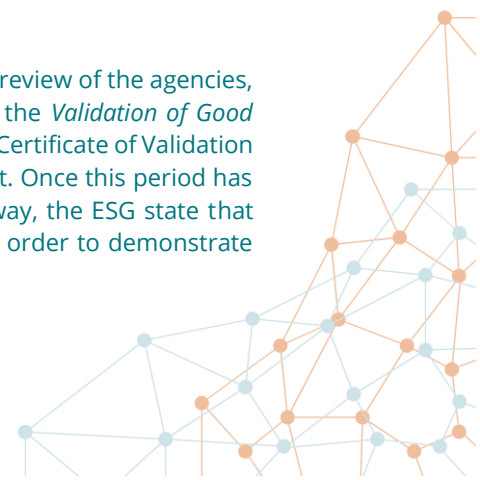 review of the agencies,
the Validation of Good
Certificate of Validation
t. Once this period has
way, the ESG state that
order to demonstrate